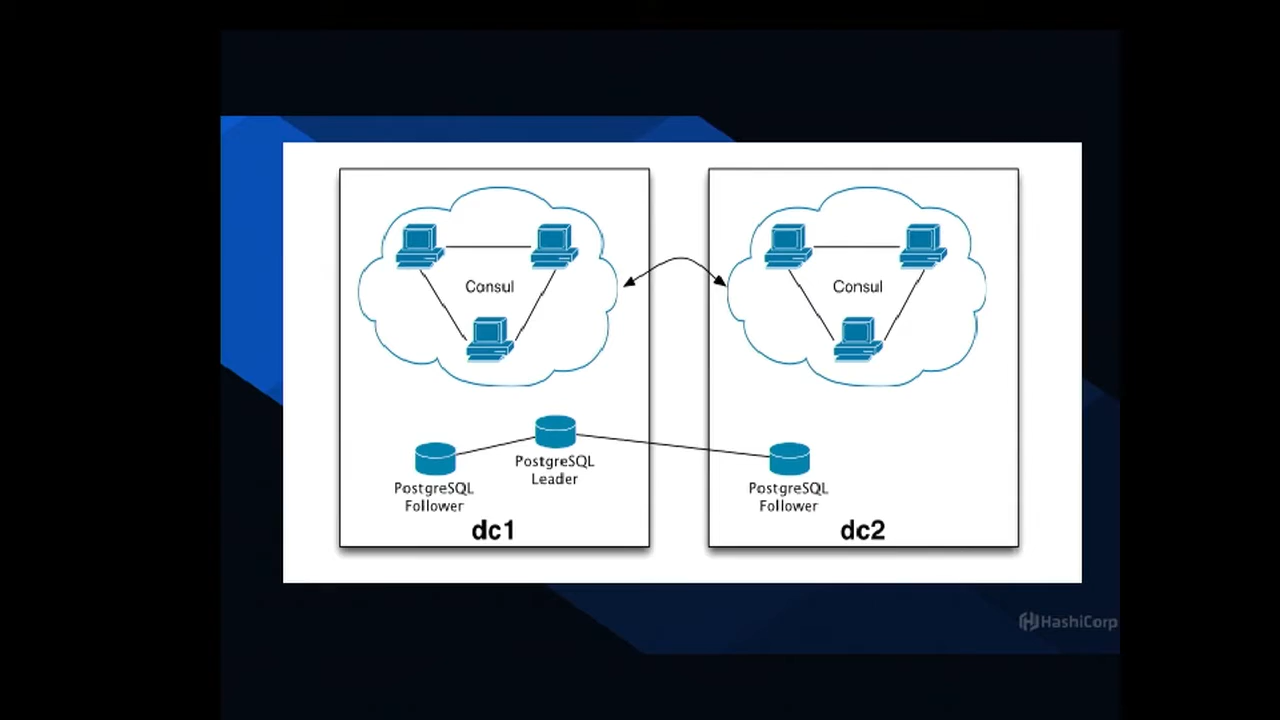 Consul
PostgreSQL
Leader
PostgreSQL
Follower
dc1
Consul
PostgreSQL
Follower
dc2
HashiCorp